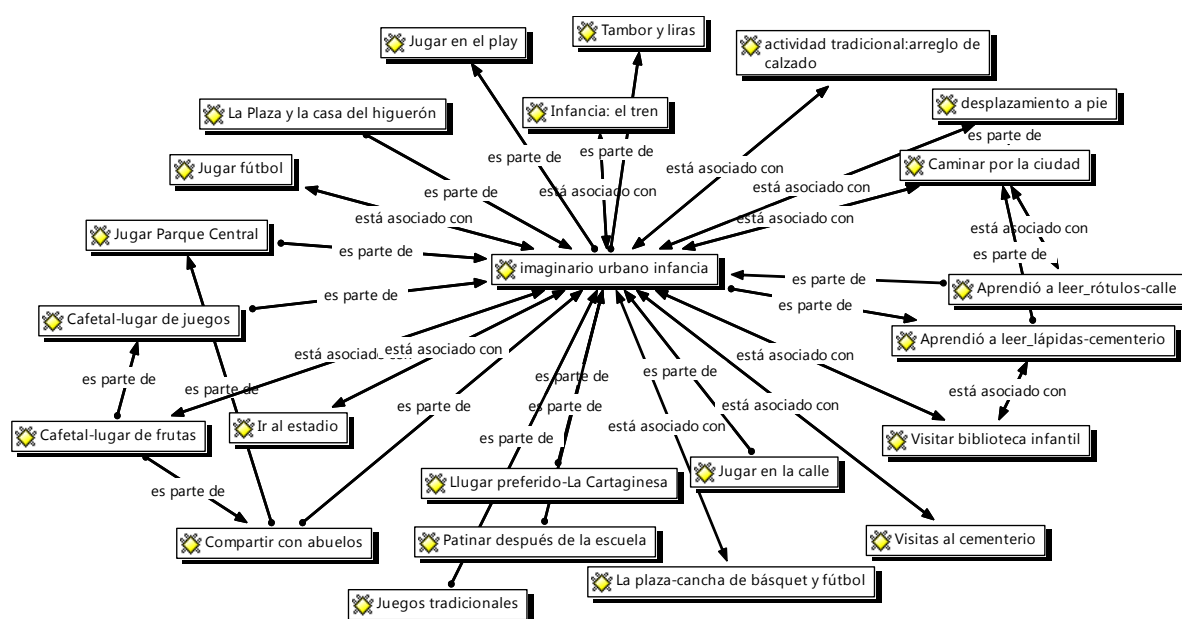 Tambor y liras
Jugar en el play
actividad tradicional:arreglo de
calzado
La Plaza y la casa del higuerón
Infancia: el tren
desplazamiento a pie
es parte de
es parte de
es parte de
Caminar por la ciudad
Jugar fútbol
está asociado con
es parte de
está asociado con
está asociado con
está asociado con
está asociado con
está asociado con
Jugar Parque Central
es parte de
es parte de
imaginario urbano infancia
es parte de
Aprendió a leer_rótulos-calle
es parte de
es parte de
Cafetal-lugar de juegos
Aprendió a leer_lápidas-cementerio
está asociado con
está asociado con
está asociado con
es parte de
es parte de
es parte de
es parte de
está asociado con
es parte de
es parte de
está asociado con
Cafetal-lugar de frutas
Ir al estadio
está asociado con
es parte de
Visitar biblioteca infantil
es parte de
Llugar preferido-La Cartaginesa
Jugar en la calle
Compartir con abuelos
Patinar después de la escuela
Visitas al cementerio
La plaza-cancha de básquet y fútbol
Juegos tradicionales